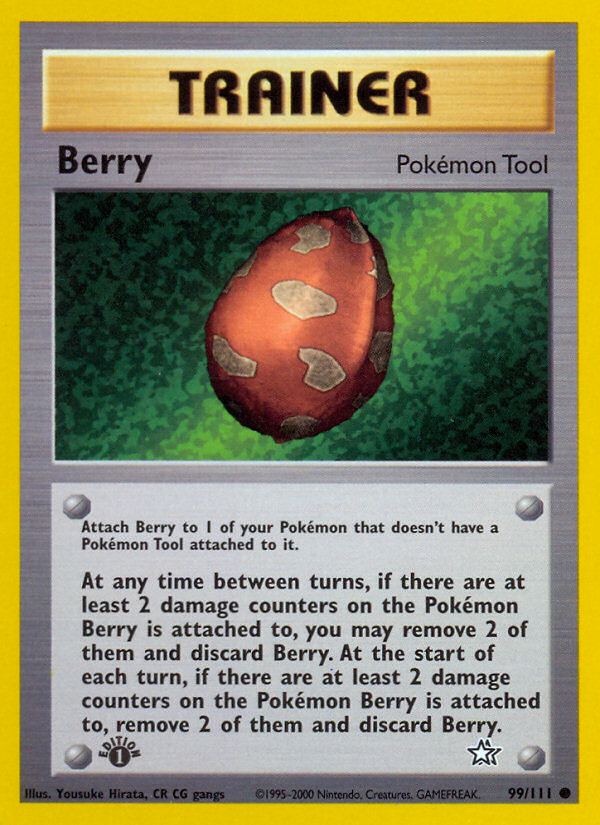 TRAINER
Berry
Pokémon Tool
Attach Berry to 1 of your Pokémon that doesn't have a
Pokémon Tool attached to it.
At any time between turns, if there are at
least 2 damage counters on the Pokémon
Berry is attached to, you may remove 2 of
them and discard Berry. At the start of
each turn, if there are at least 2 damage
counters on the Pokémon Berry is attached
to, remove 2 of them and discard Berry.
EDITION
1
Illus. Yousuke Hirata, CR CG gangs
©1995-2000 Nintendo, Creatures, GAMEFREAK.
99/111